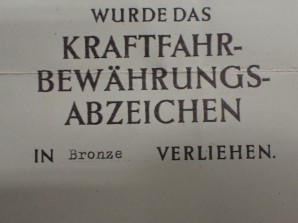 WURDE DAS
KRAFTFAHR-
BEWÄHRUNGS-
ABZEICHEN
IN Bronze VERLIEHEN.